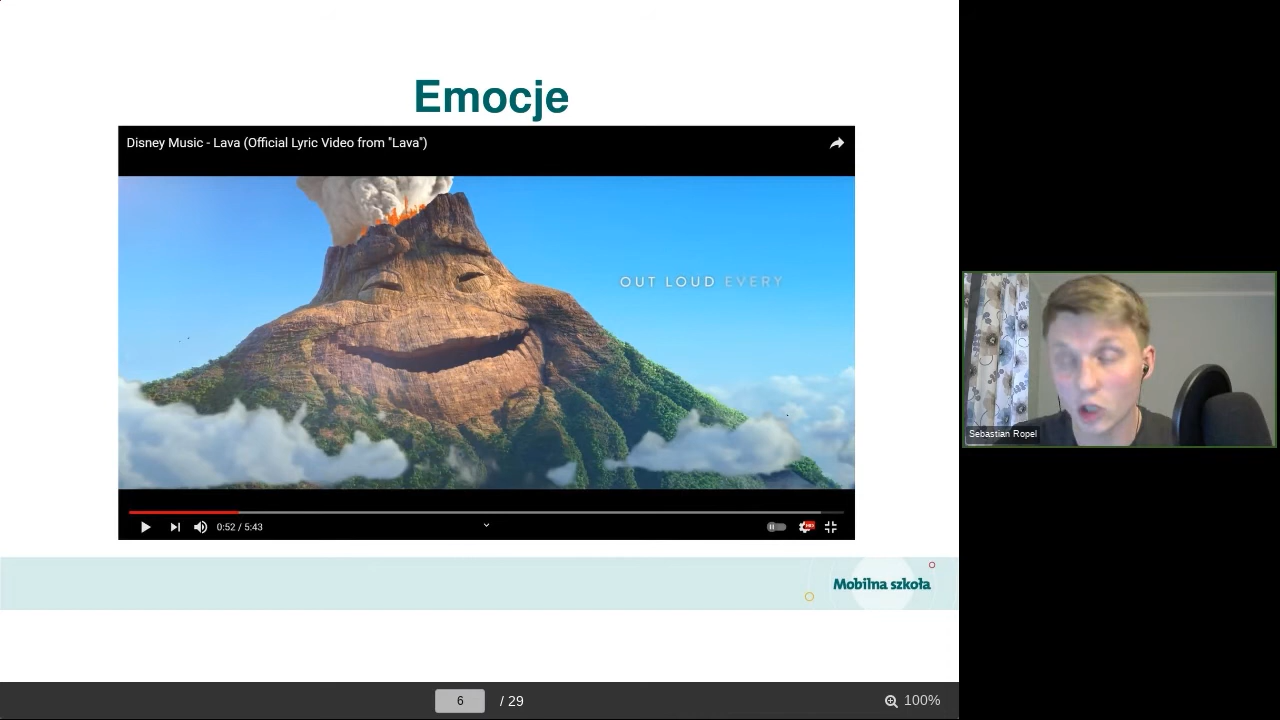 Emocje
Disney Music - Lava (Official Lyric Video from "Lava")
OUT LOUD EVERY
Sebastian Ropel
0:52 / 5:43
HD
Mobilna szkoła
6 / 29
100%